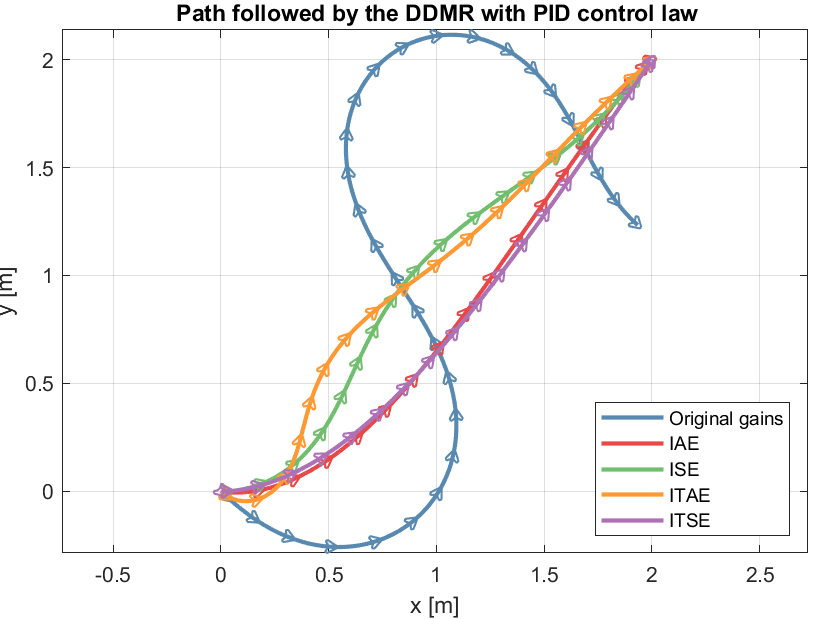 Path followed by the DDMR with PID control law
2
1.5
1
0.5
0
y [m]
-0.5
0
0.5
1
1.5
2
2.5
x [m]
Original gains
IAE
ISE
ITAE
ITSE